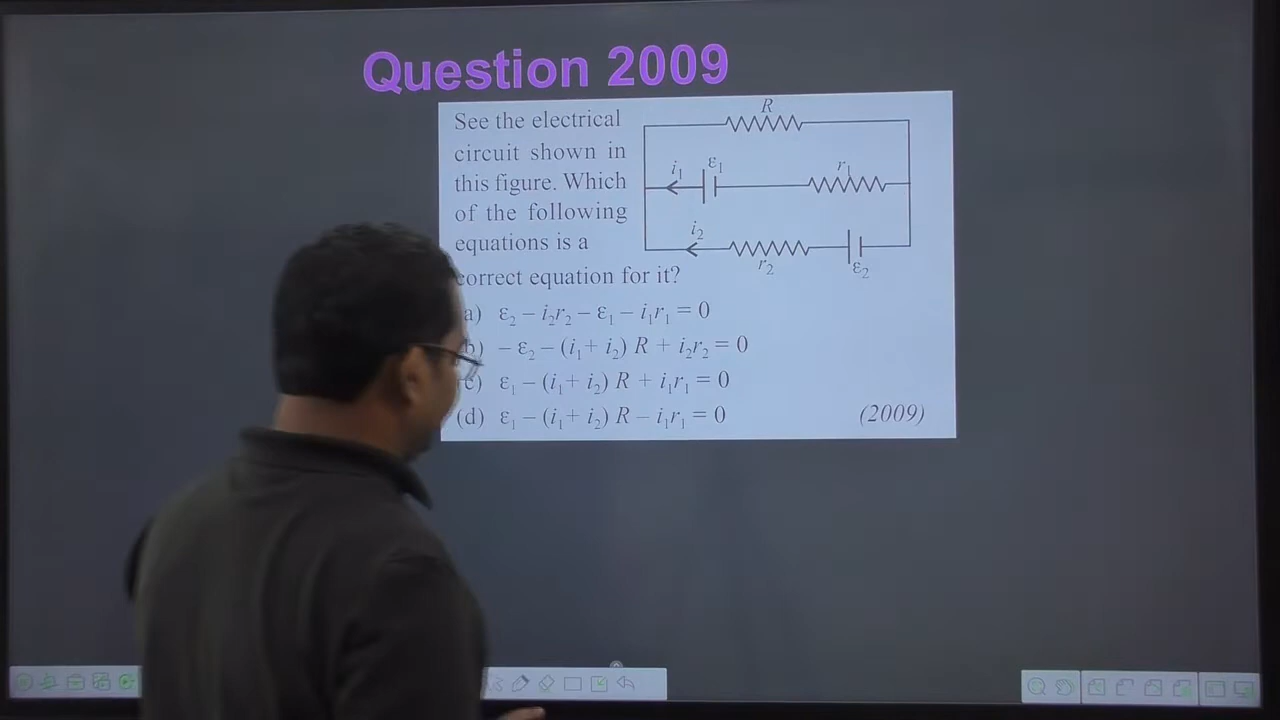 Question 2009
See the electrical
circuit shown in
this figure. Which
of the following
equations is a
correct equation for it?
R
i₁ ε₁ r₁
i₂
r₂ ε₂
a) ε₂ – i₂r₂ – ε₁ – i₁r₁ = 0
b) – ε₂ – (i₁+ i₂) R + i₂r₂ = 0
c) ε₁ – (i₁+ i₂) R + i₁r₁ = 0
(d) ε₁ – (i₁+ i₂) R – i₁r₁ = 0
(2009)